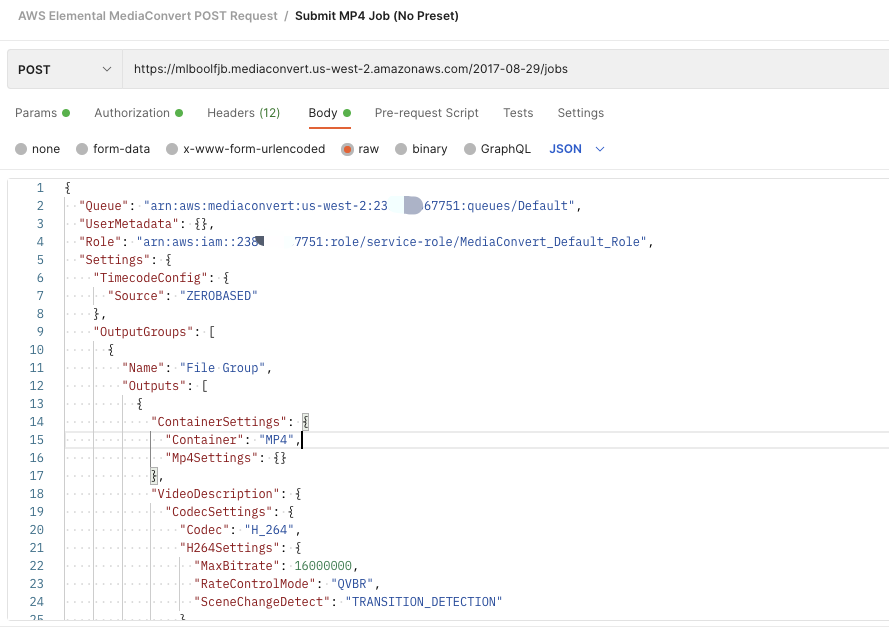 AWS Elemental MediaConvert POST Request / Submit MP4 Job (No Preset)
POST https://mlboolfjb.mediaconvert.us-west-2.amazonaws.com/2017-08-29/jobs
Params Authorization Headers (12) Body Pre-request Script Tests Settings
none form-data x-www-form-urlencoded raw binary GraphQL JSON
1 {
2 "Queue": "arn:aws:mediaconvert:us-west-2:23 67751:queues/Default",
3 "UserMetadata": {},
4 "Role": "arn:aws:iam::238 7751:role/service-role/MediaConvert_Default_Role",
5 "Settings": {
6 "TimecodeConfig": {
7 "Source": "ZEROBASED"
8 },
9 "OutputGroups": [
10 {
11 "Name": "File Group",
12 "Outputs": [
13 {
14 "ContainerSettings": {
15 "Container": "MP4",
16 "Mp4Settings": {}
17 },
18 "VideoDescription": {
19 "CodecSettings": {
20 "Codec": "H_264",
21 "H264Settings": {
22 "MaxBitrate": 16000000,
23 "RateControlMode": "QVBR",
24 "SceneChangeDetect": "TRANSITION_DETECTION"
25 }